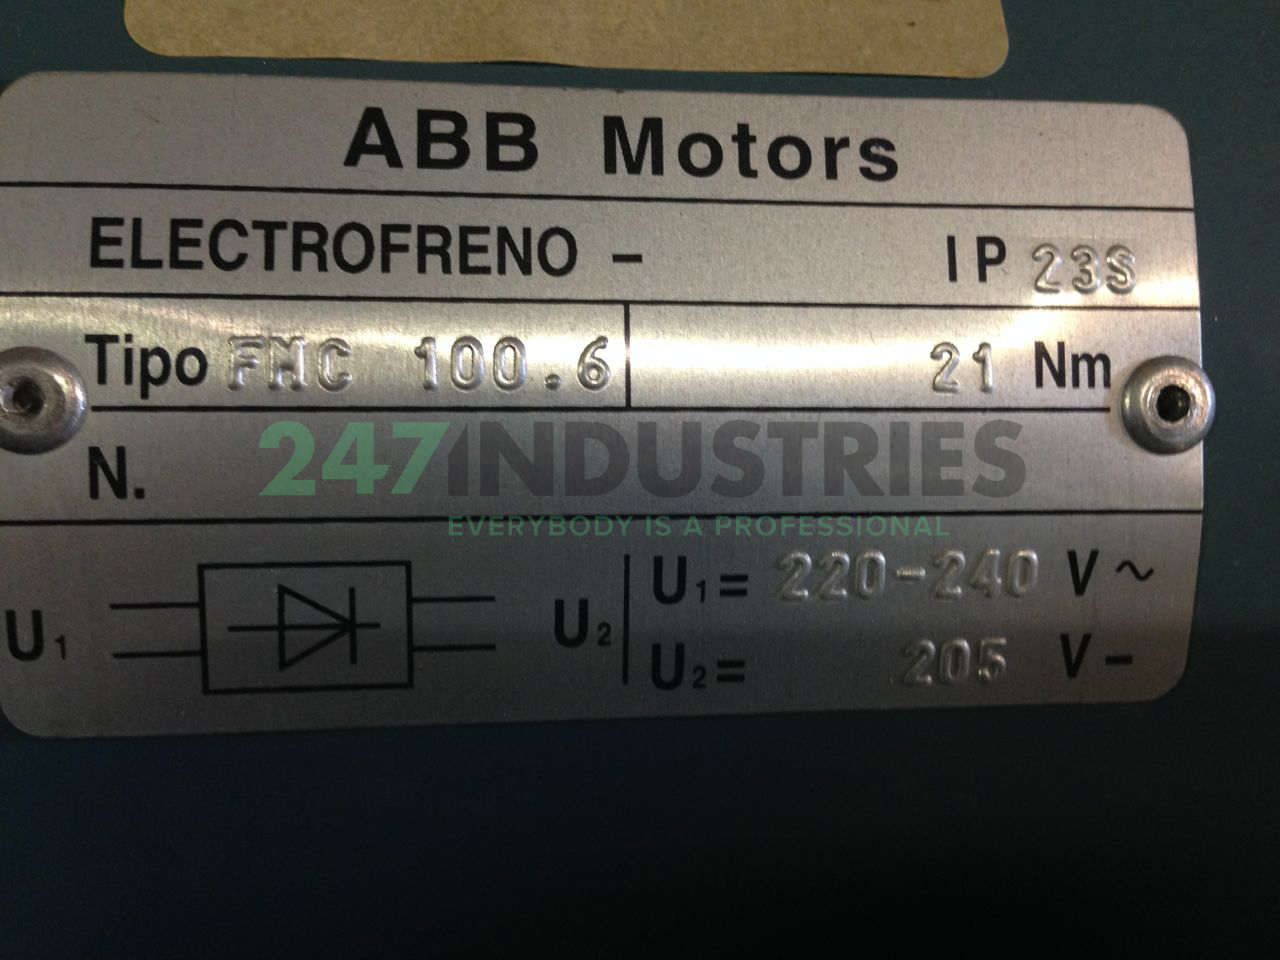 ABB Motors
ELECTROFRENO – IP 23S
Tipo FMC 100.6 21 Nm
N.
247INDUSTRIES
EVERYBODY IS A PROFESSIONAL
U1 U2 U1= 220-240 V ~
U2= 205 V –